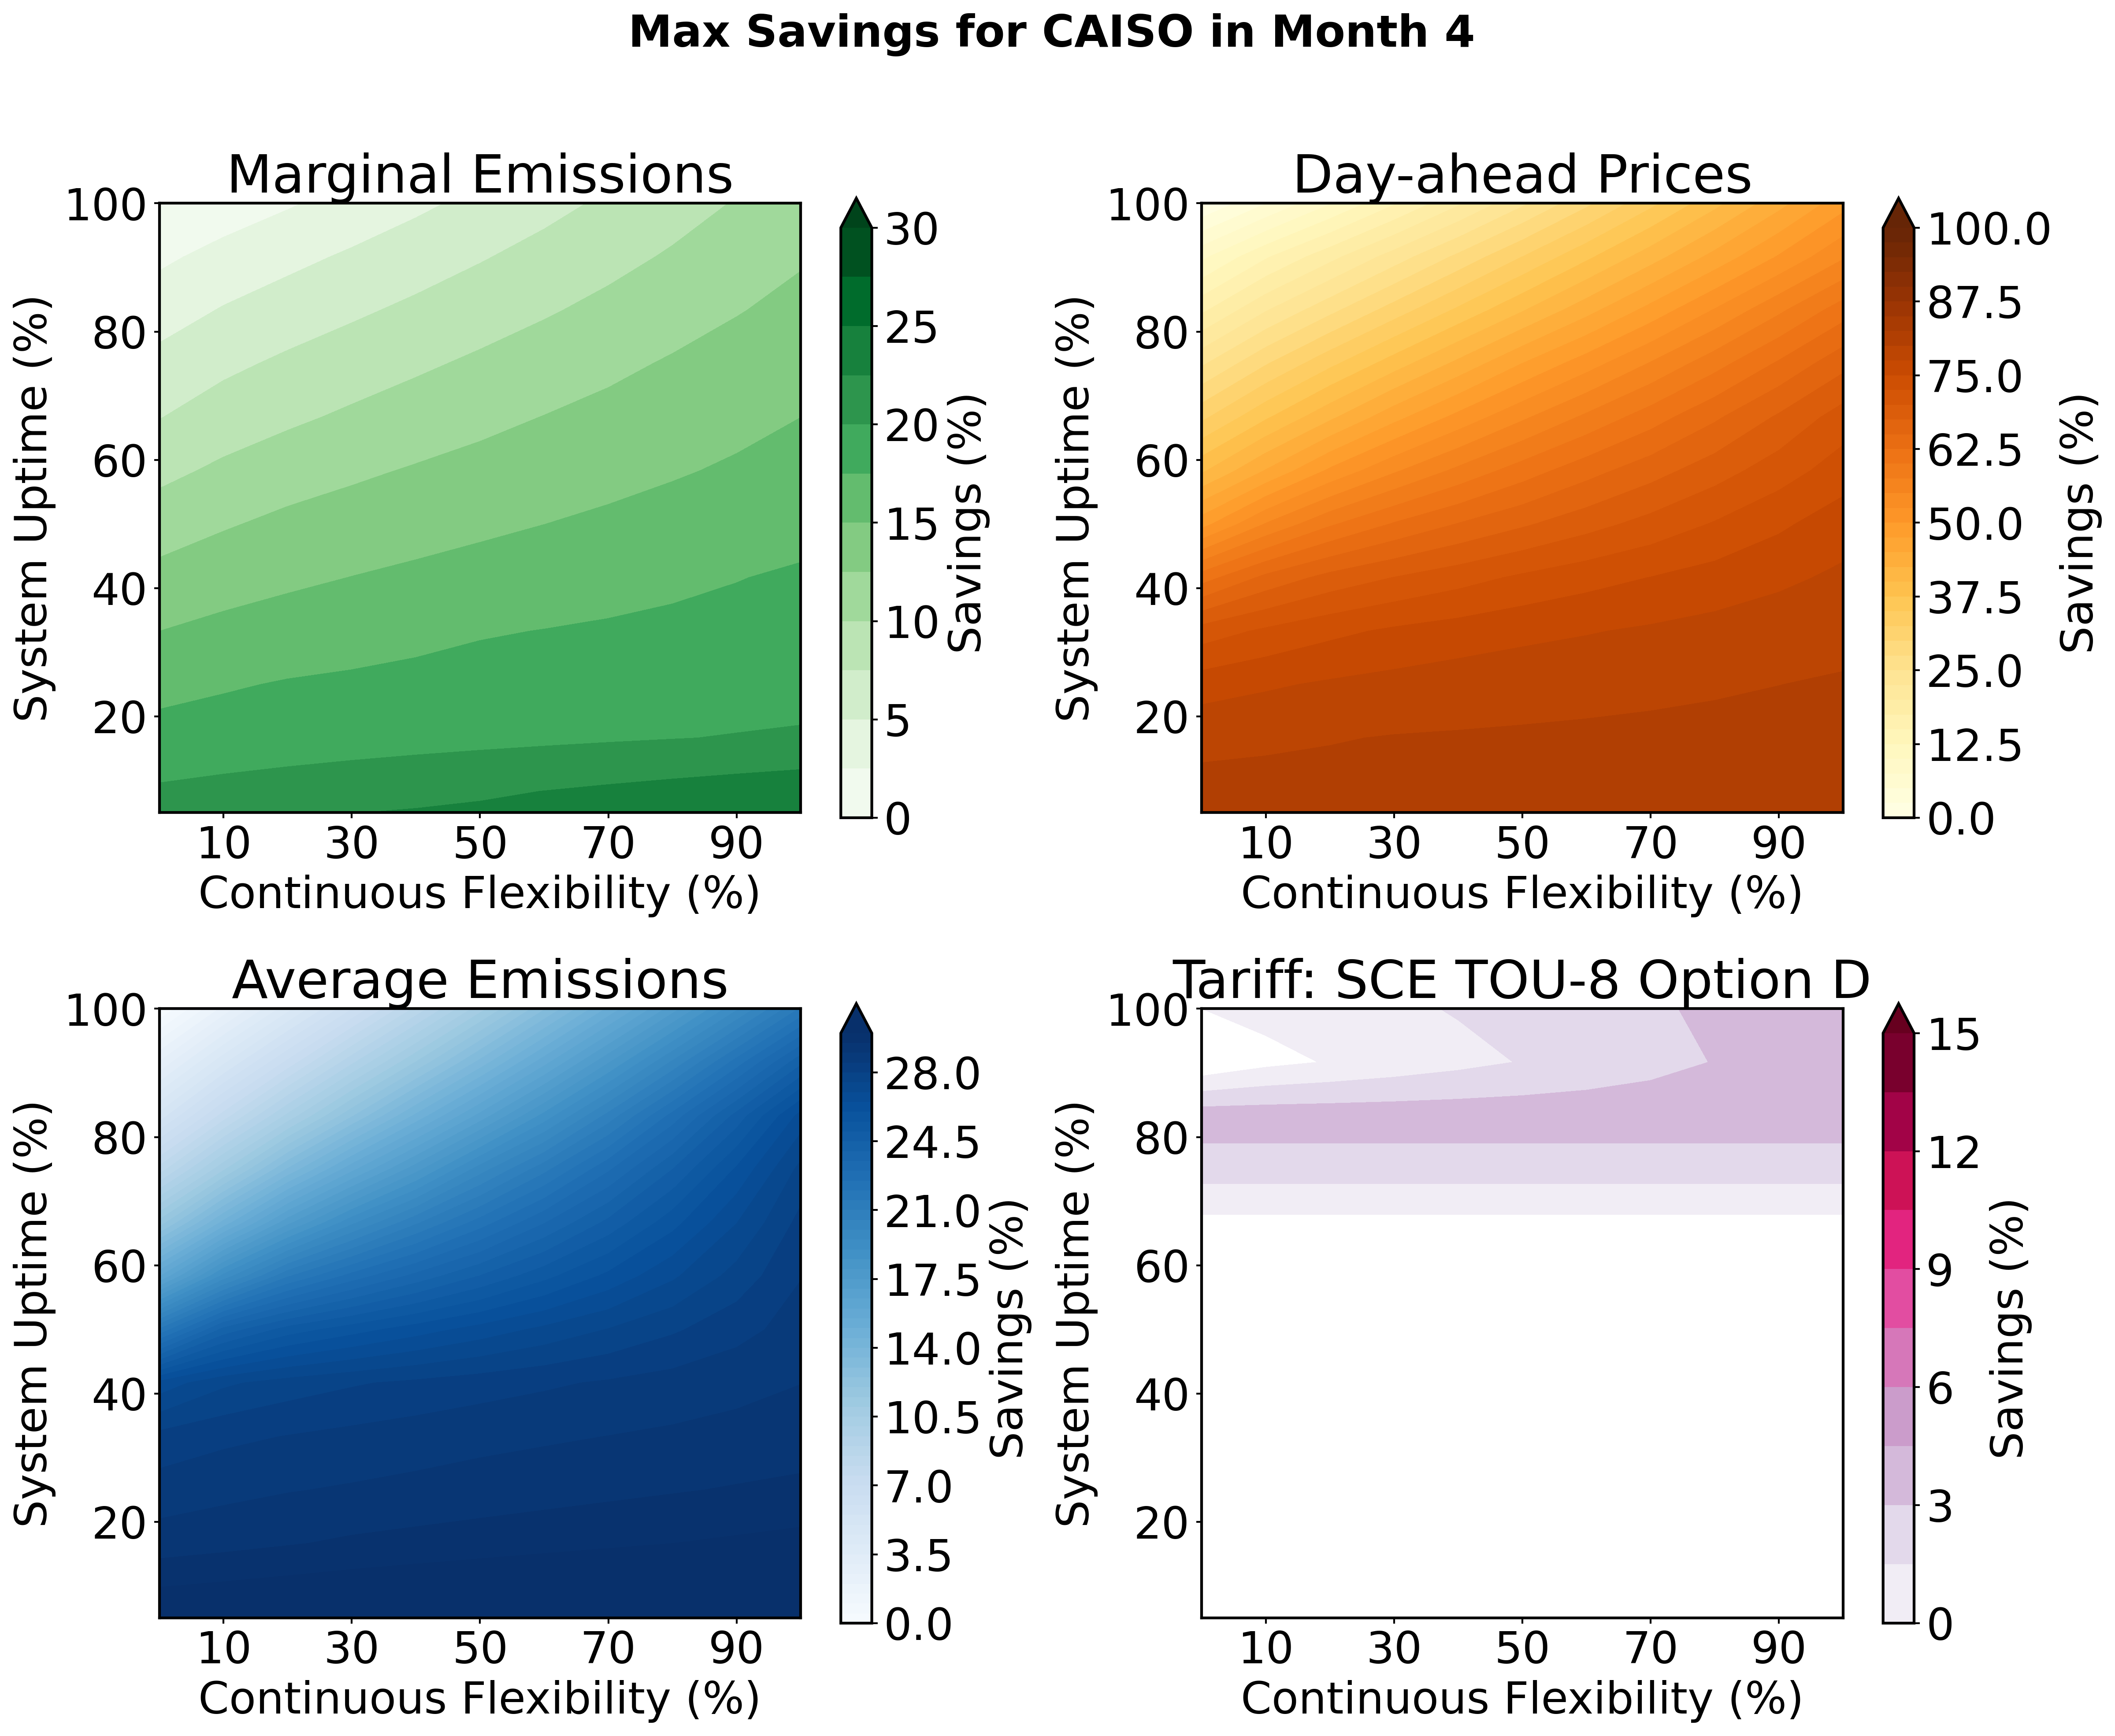 Max Savings for CAISO in Month 4
Marginal Emissions
100
80
60
40
20
System Uptime (%)
10 30 50 70 90
Continuous Flexibility (%)
30
25
20
15
10
5
0
Savings (%)
Day-ahead Prices
100
80
60
40
20
System Uptime (%)
10 30 50 70 90
Continuous Flexibility (%)
100.0
87.5
75.0
62.5
50.0
37.5
25.0
12.5
0.0
Savings (%)
Average Emissions
100
80
60
40
20
System Uptime (%)
10 30 50 70 90
Continuous Flexibility (%)
28.0
24.5
21.0
17.5
14.0
10.5
7.0
3.5
0.0
Savings (%)
Tariff: SCE TOU-8 Option D
100
80
60
40
20
System Uptime (%)
10 30 50 70 90
Continuous Flexibility (%)
15
12
9
6
3
0
Savings (%)